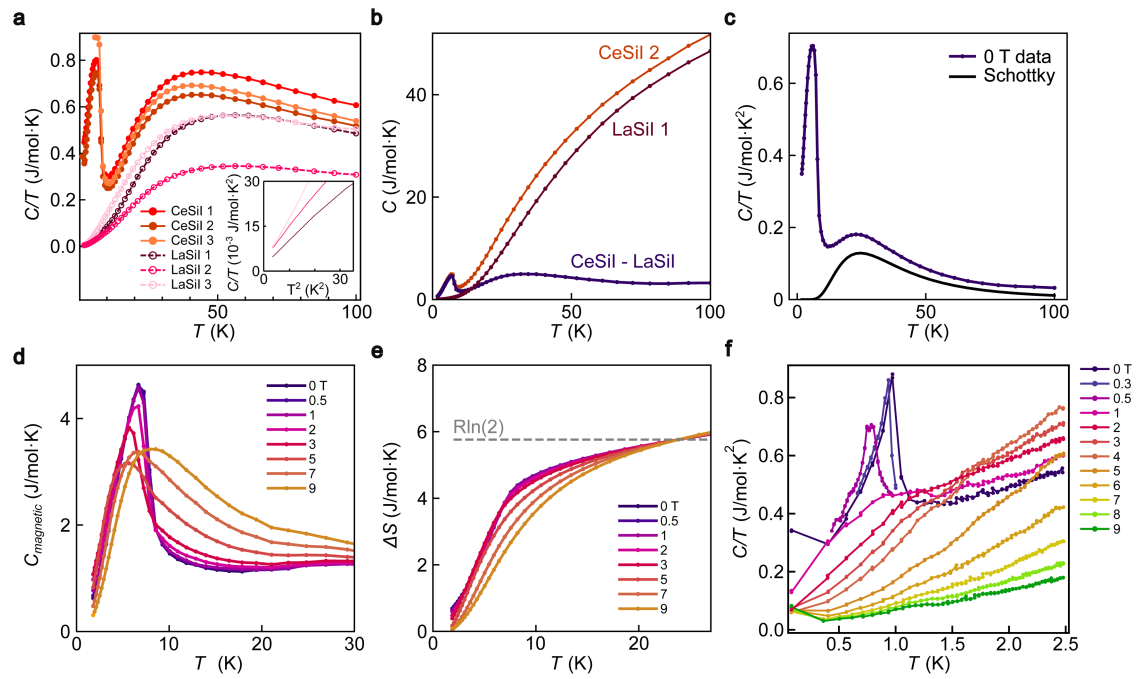 a
C/T (J/mol·K)
0.8
0.6
0.4
0.2
0.0
CeSiI 1
CeSiI 2
CeSiI 3
LaSiI 1
LaSiI 2
LaSiI 3
C/T (10⁻³ J/mol·K²)
30
15
0
0
30
T² (K²)
50
100
T (K)
b
C (J/mol·K)
40
20
0
CeSiI 2
LaSiI 1
CeSiI - LaSiI
0
50
100
T (K)
c
C/T (J/mol·K²)
0.6
0.4
0.2
0
0 T data
Schottky
0
50
100
T (K)
d
C_magnetic (J/mol·K)
4
2
0
0 T
0.5
1
2
3
5
7
9
0
10
20
30
T (K)
e
ΔS (J/mol·K)
8
6
4
2
0
Rln(2)
0 T
0.5
1
2
3
5
7
9
0
10
20
T (K)
f
C/T (J/mol·K²)
0.8
0.6
0.4
0.2
0.0
0.5
1.0
1.5
2.0
2.5
T (K)
0 T
0.3
0.5
1
2
3
4
5
6
7
8
9